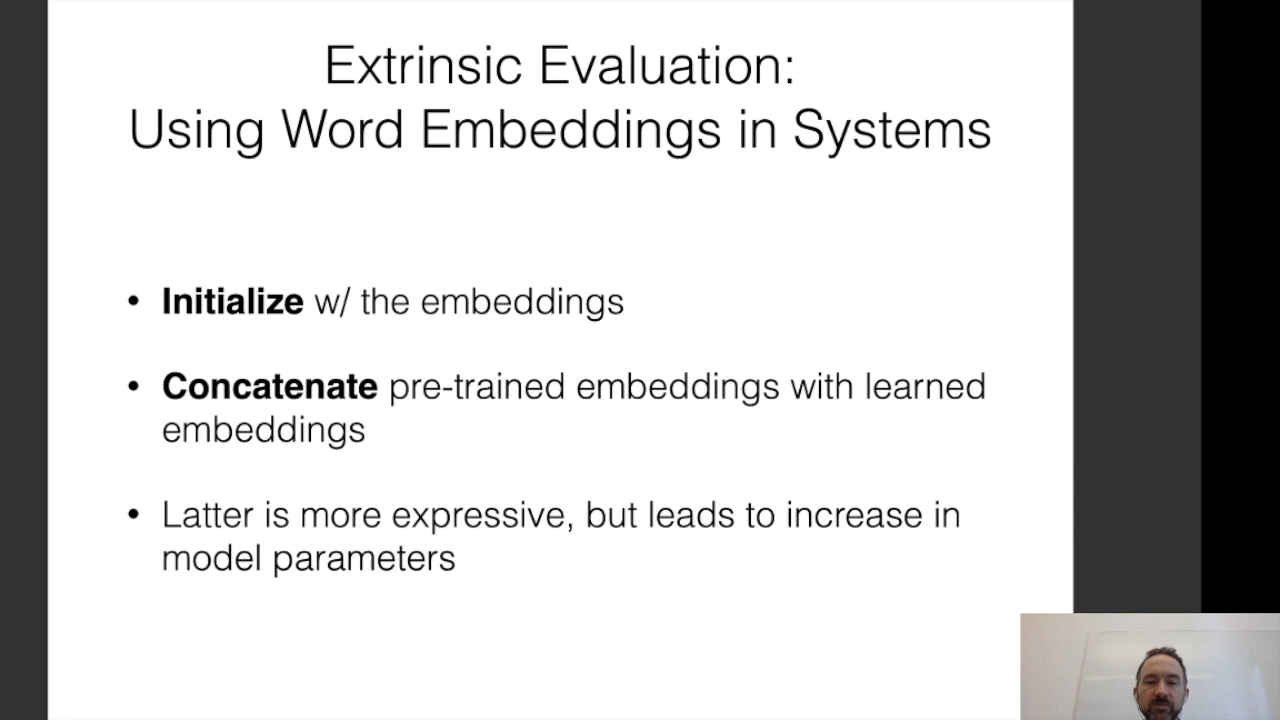 Extrinsic Evaluation:
Using Word Embeddings in Systems
• Initialize w/ the embeddings
• Concatenate pre-trained embeddings with learned
embeddings
• Latter is more expressive, but leads to increase in
model parameters